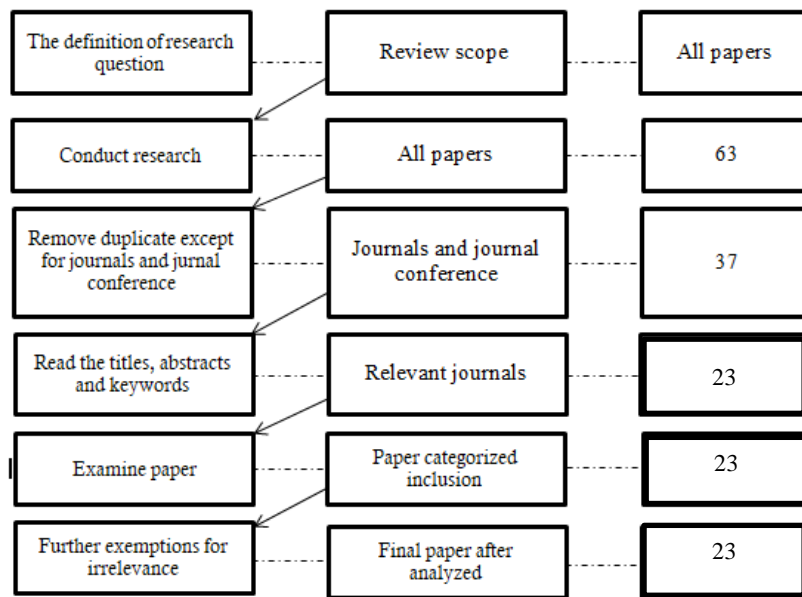 The definition of research
question
Review scope
All papers
Conduct research
All papers
63
Remove duplicate except
for journals and jurnal
conference
Journals and journal
conference
37
Read the titles, abstracts
and keywords
Relevant journals
23
Examine paper
Paper categorized
inclusion
23
Further exemptions for
irrelevance
Final paper after
analyzed
23